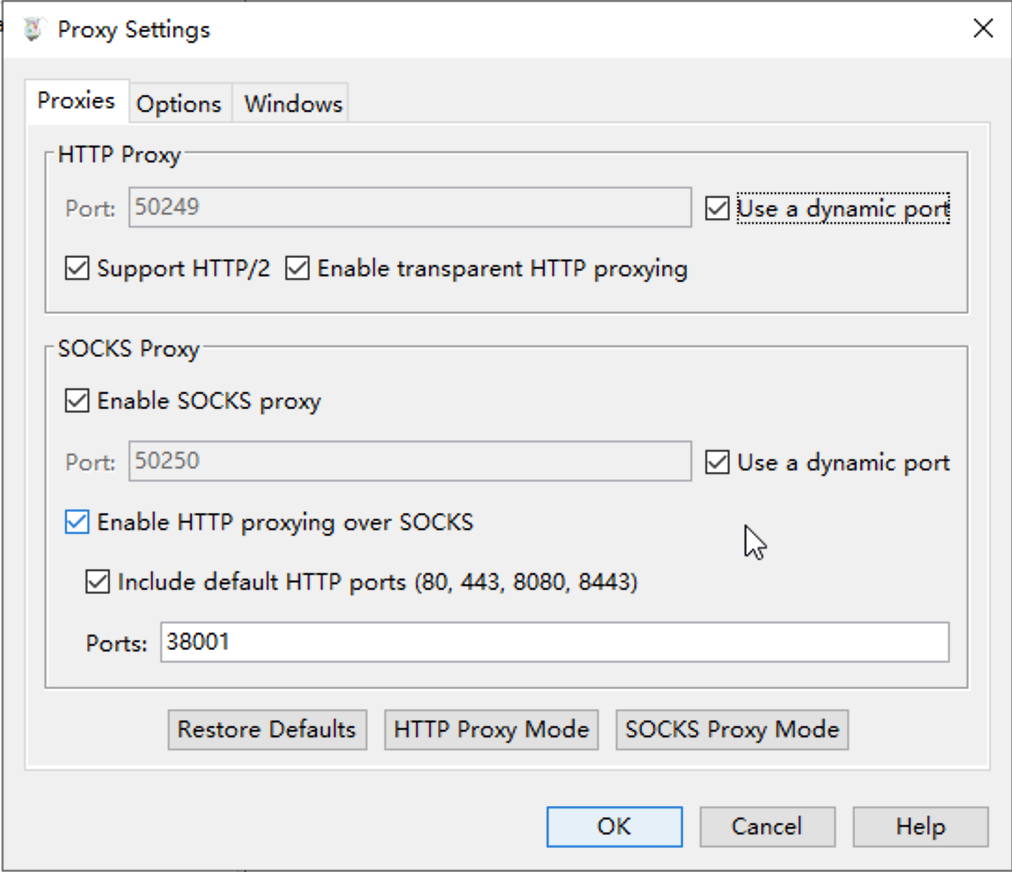 Proxy Settings
Proxies Options Windows
HTTP Proxy
Port: 50249 Use a dynamic port
Support HTTP/2 Enable transparent HTTP proxying
SOCKS Proxy
Enable SOCKS proxy
Port: 50250 Use a dynamic port
Enable HTTP proxying over SOCKS
Include default HTTP ports (80, 443, 8080, 8443)
Ports: 38001
Restore Defaults HTTP Proxy Mode SOCKS Proxy Mode
OK Cancel Help